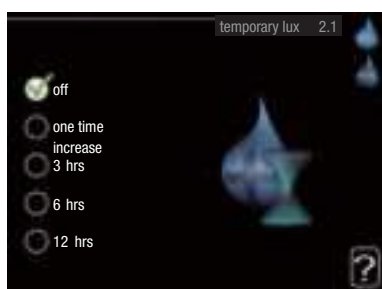 temporary lux 2.1
off
one time
increase
3 hrs
6 hrs
12 hrs
?